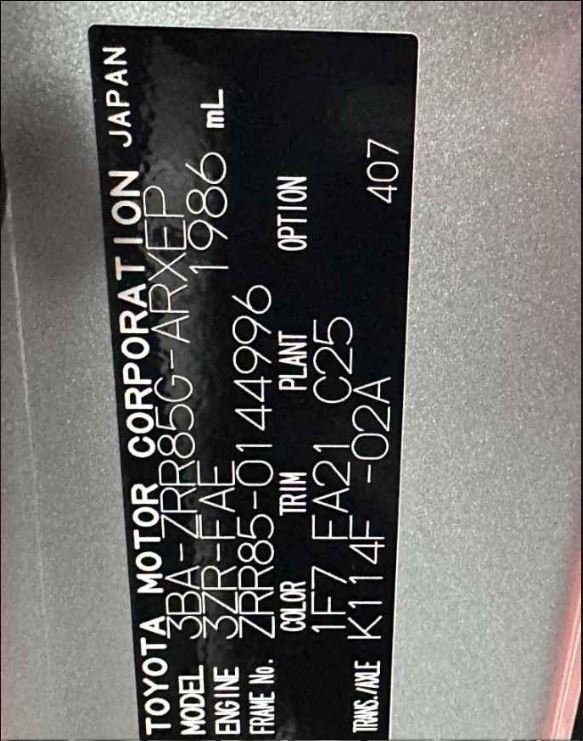 TOYOTA MOTOR CORPORATION JAPAN
MODEL 3BA-ZRR85G-ARXEP
ENGINE 3ZR-FAE 1986 mL
FRAME No. ZRR85-0144996
COLOR TRIM PLANT OPTION
1F7 FA21 C25
TRANS./AXLE K114F -02A 407